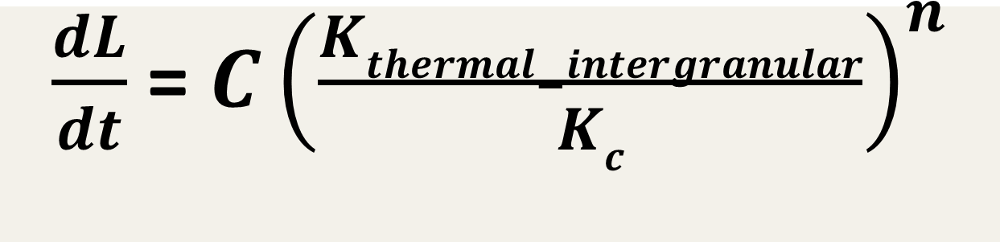 dL/dt = C (K_thermal_intergranular / K_c)^n